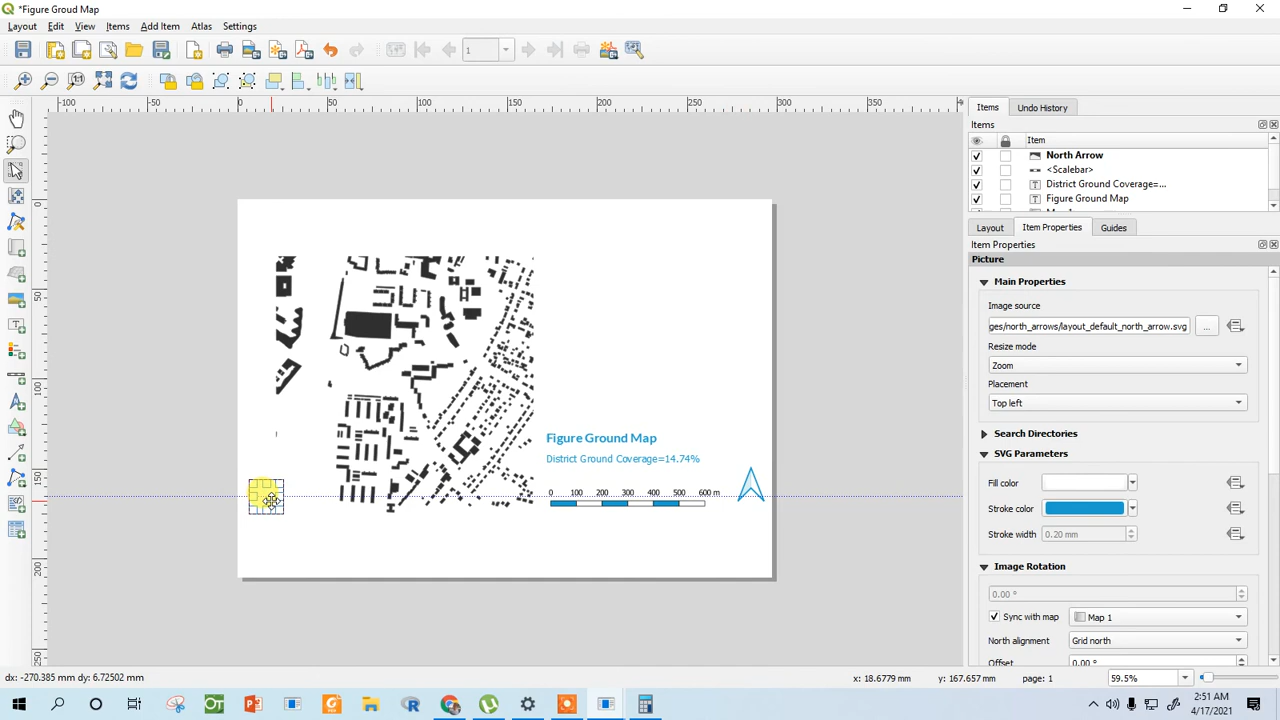 *Figure Groud Map
Layout Edit View Items Add Item Atlas Settings
1
-100 -50 0 50 100 150 200 250 300 350
0
50
100
150
200
250
Figure Ground Map
District Ground Coverage=14.74%
0 100 200 300 400 500 600 m
Items Undo History
Items
Item
North Arrow
<Scalebar>
District Ground Coverage=...
Figure Ground Map
Layout Item Properties Guides
Item Properties
Picture
Main Properties
Image source
ges/north_arrows/layout_default_north_arrow.svg
...
Resize mode
Zoom
Placement
Top left
Search Directories
SVG Parameters
Fill color
Stroke color
Stroke width 0.20 mm
Image Rotation
0.00 °
Sync with map Map 1
North alignment Grid north
Offset 0.00 °
dx: -270.385 mm dy: 6.72502 mm
x: 18.6779 mm y: 167.657 mm page: 1 59.5%
2:51 AM
4/17/2021